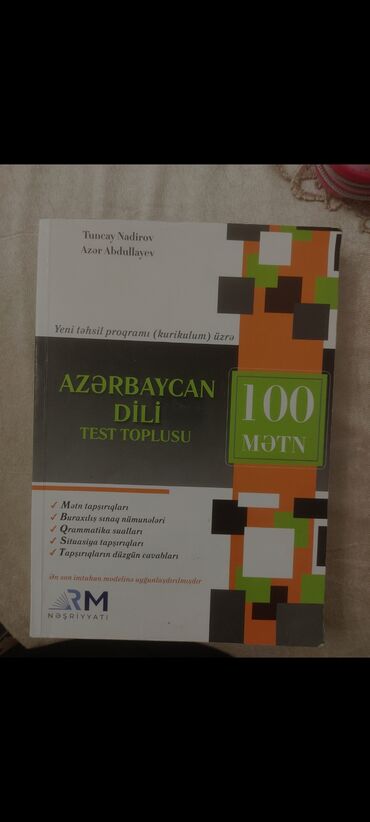 Tuncay Nadirov
Azər Abdullayev
Yeni təhsil proqramı (kurikulum) üzrə
AZƏRBAYCAN
DİLİ
TEST TOPLUSU
100
MƏTN
Mətn tapşırıqları
Buraxılış sınaq nümunələri
Qrammatika sualları
Situasiya tapşırıqları
Tapşırıqların düzgün cavabları
Ən son imtahan modelinə uyğunlaşdırılmışdır
RM
NƏŞRİYYATI